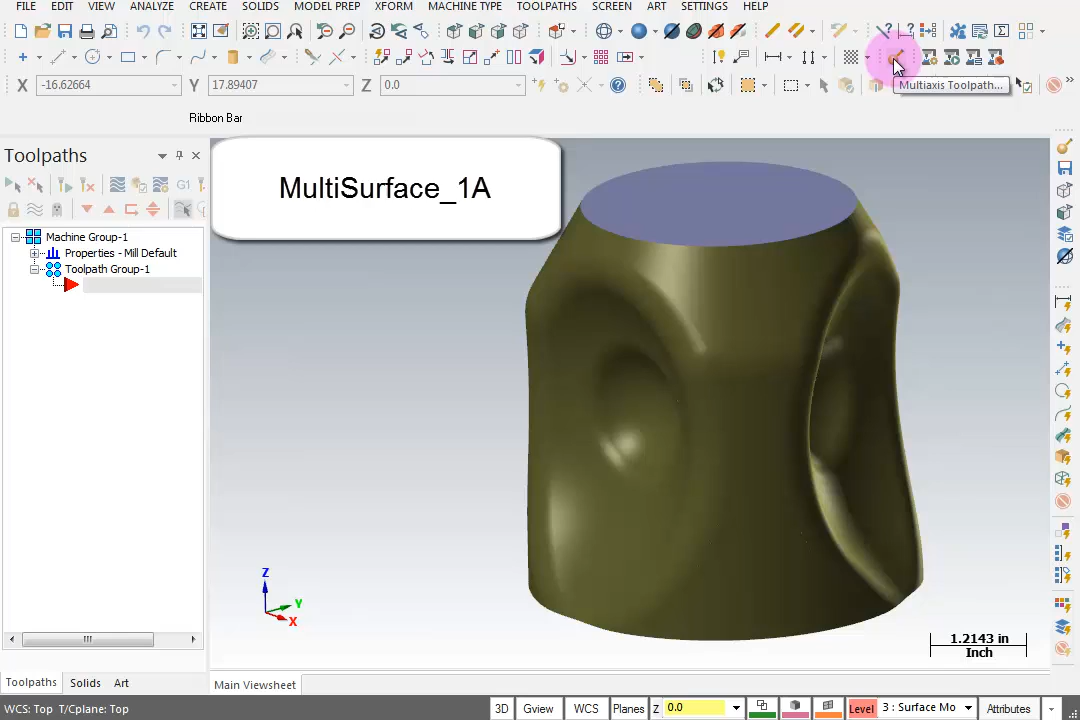 FILE EDIT VIEW ANALYZE CREATE SOLIDS MODEL PREP XFORM MACHINE TYPE TOOLPATHS SCREEN ART SETTINGS HELP
X -16.62664 Y 17.89407 Z 0.0
Multiaxis Toolpath...
Ribbon Bar
Toolpaths
G1
MultiSurface_1A
Machine Group-1
Properties - Mill Default
Toolpath Group-1
Z
Y
X
1.2143 in
Inch
Toolpaths Solids Art
Main Viewsheet
WCS: Top T/Cplane: Top
3D Gview WCS Planes Z 0.0 Level 3 : Surface Mo Attributes